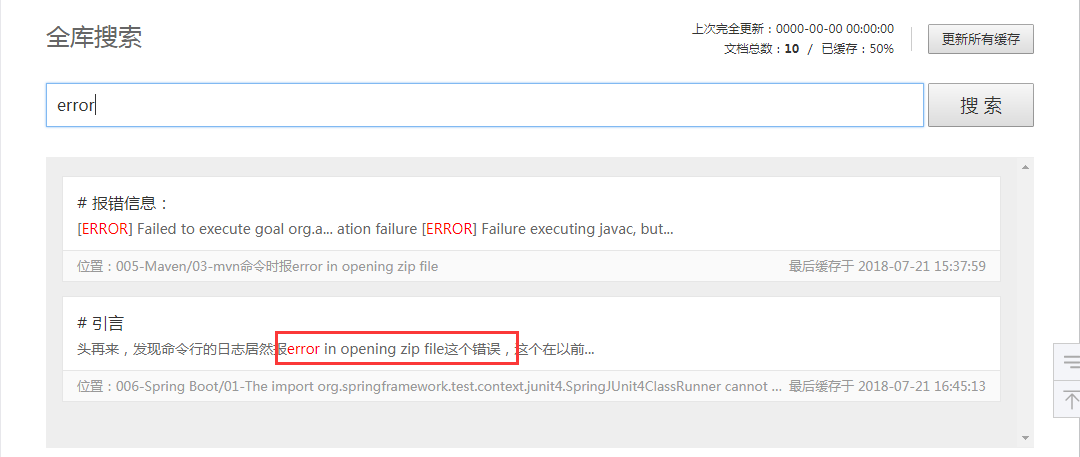 全库搜索
上次完全更新：0000-00-00 00:00:00
文档总数：10 / 已缓存：50%
更新所有缓存
error
搜 索
# 报错信息：
[ERROR] Failed to execute goal org.a... ation failure [ERROR] Failure executing javac, but...
位置：005-Maven/03-mvn命令时报error in opening zip file
最后缓存于 2018-07-21 15:37:59
# 引言
头再来，发现命令行的日志居然报error in opening zip file这个错误，这个在以前...
位置：006-Spring Boot/01-The import org.springframework.test.context.junit4.SpringJUnit4ClassRunner cannot ...
最后缓存于 2018-07-21 16:45:13